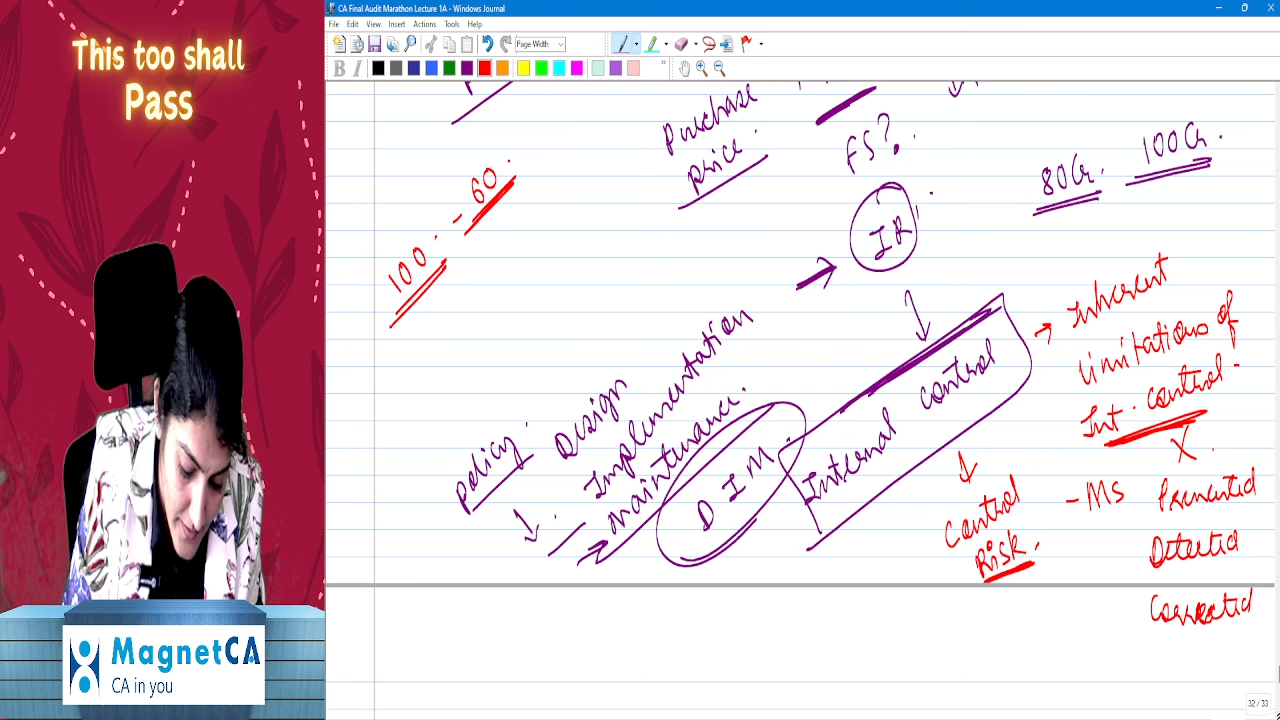 This too shall
Pass
MagnetCA
CA in you
CA Final Audit Marathon Lecture 1A - Windows Journal
File Edit View Insert Actions Tools Help
Page Width
B I
100. - 60.
Purchase
price.
FS?
IR
80Cr. 100Cr.
policy.
Design
Implementation
maintenance.
D I M.
Internal control
Control
Risk.
Inherent
limitations of
Int. control.
X
- MS Prevented
Detected
Corrected
32 / 33